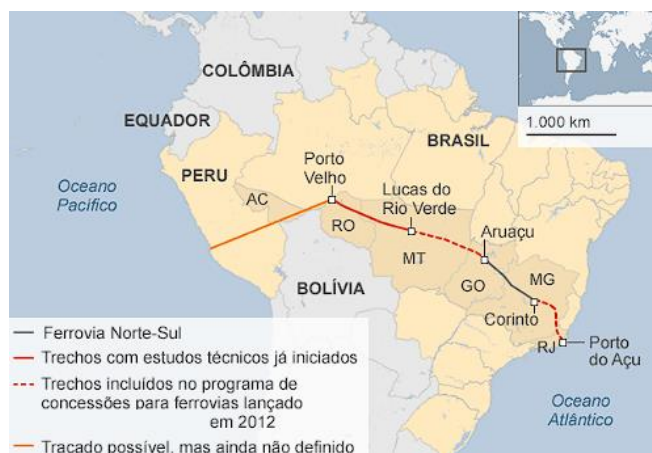 COLÔMBIA
EQUADOR
PERU
BRASIL
1.000 km
Oceano
Pacífico
Porto
Velho
AC
RO
Lucas do
Rio Verde
MT
Aruaçu
GO
MG
BOLÍVIA
Corinto
RJ
Porto
do Açu
Oceano
Atlântico
Ferrovia Norte-Sul
Trechos com estudos técnicos já iniciados
Trechos incluídos no programa de
concessões para ferrovias lançado
em 2012
Traçado possível, mas ainda não definido